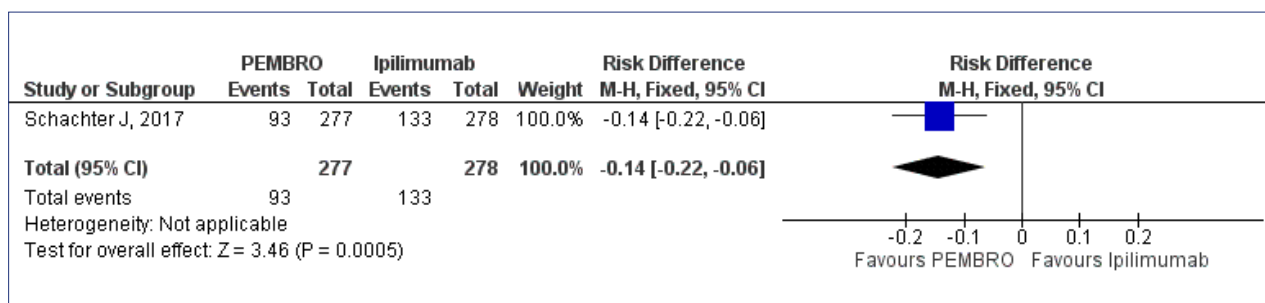 PEMBRO Ipilimumab Risk Difference Risk Difference
Study or Subgroup Events Total Events Total Weight M-H, Fixed, 95% CI M-H, Fixed, 95% CI
Schachter J, 2017 93 277 133 278 100.0% -0.14 [-0.22, -0.06]
Total (95% CI) 277 278 100.0% -0.14 [-0.22, -0.06]
Total events 93 133
Heterogeneity: Not applicable
Test for overall effect: Z = 3.46 (P = 0.0005)
-0.2 -0.1 0 0.1 0.2
Favours PEMBRO Favours Ipilimumab